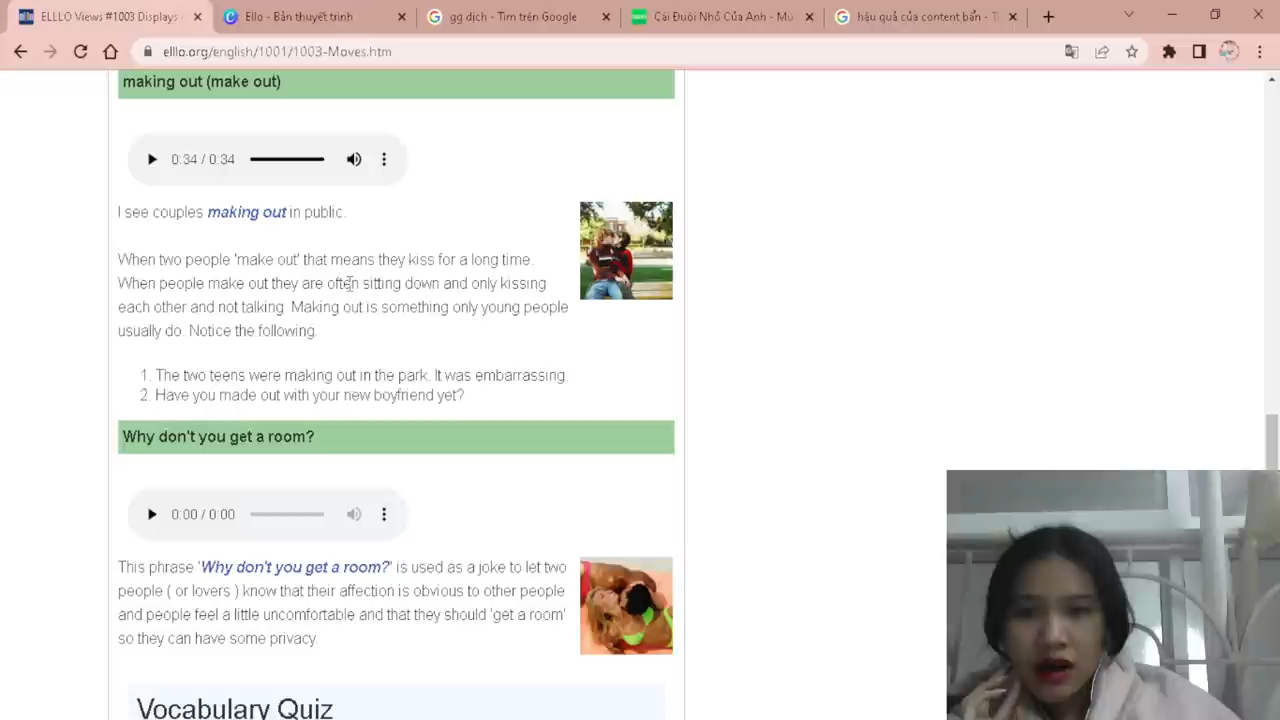 ELLLO Views #1003 Displays
Ello - Bản thuyết trình
gg dịch - Tìm trên Google
Cái Đuôi Nhỏ Của Anh - Mù
hậu quả của content bẩn - T
elllo.org/english/1001/1003-Moves.htm
making out (make out)
0:34 / 0:34
I see couples making out in public.
When two people 'make out' that means they kiss for a long time.
When people make out they are often sitting down and only kissing
each other and not talking. Making out is something only young people
usually do. Notice the following.
1. The two teens were making out in the park. It was embarrassing.
2. Have you made out with your new boyfriend yet?
Why don't you get a room?
0:00 / 0:00
This phrase 'Why don't you get a room?' is used as a joke to let two
people ( or lovers ) know that their affection is obvious to other people
and people feel a little uncomfortable and that they should 'get a room'
so they can have some privacy.
Vocabulary Quiz